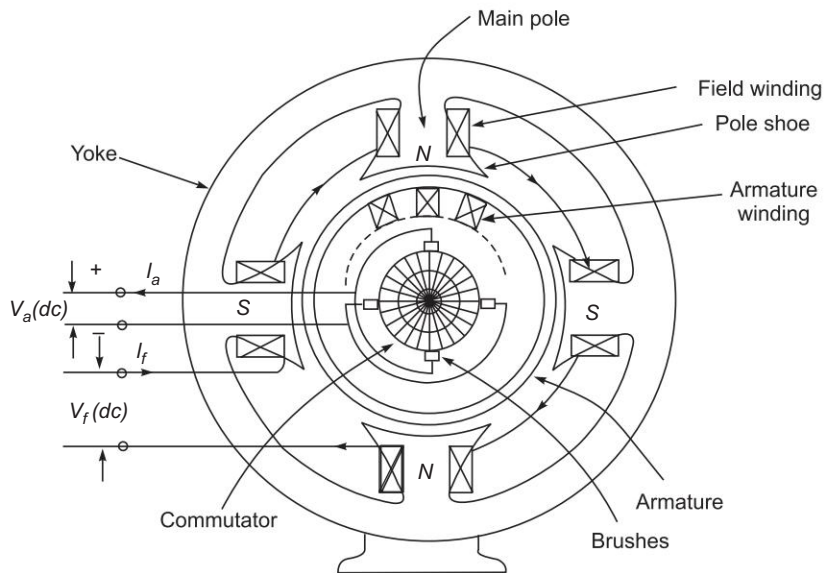 Main pole
Field winding
Pole shoe
Yoke
N
Armature
winding
+
I_a
V_a(dc)
S
S
–
I_f
V_f(dc)
N
Commutator
Armature
Brushes